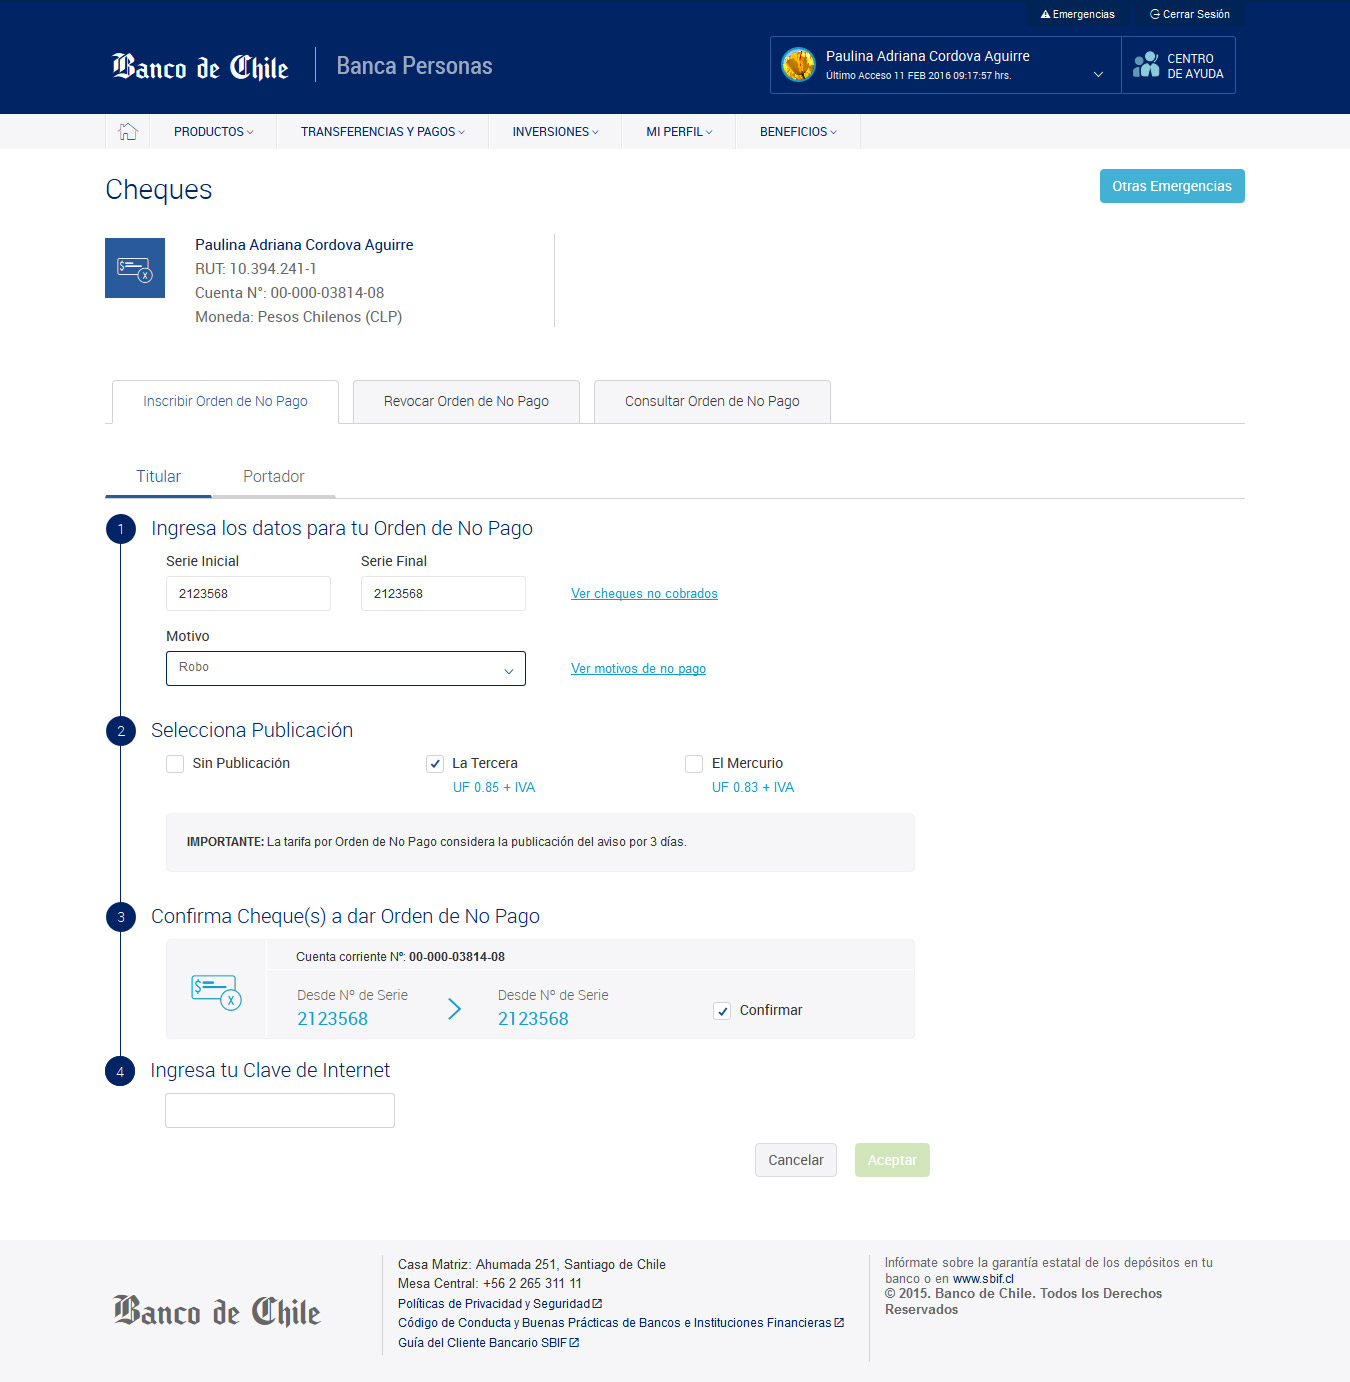 Emergencias
Cerrar Sesión
Banco de Chile
Banca Personas
Paulina Adriana Cordova Aguirre
Último Acceso 11 FEB 2016 09:17:57 hrs.
CENTRO
DE AYUDA
PRODUCTOS
TRANSFERENCIAS Y PAGOS
INVERSIONES
MI PERFIL
BENEFICIOS
Cheques
Otras Emergencias
Paulina Adriana Cordova Aguirre
RUT: 10.394.241-1
Cuenta N°: 00-000-03814-08
Moneda: Pesos Chilenos (CLP)
Inscribir Orden de No Pago
Revocar Orden de No Pago
Consultar Orden de No Pago
Titular
Portador
1
Ingresa los datos para tu Orden de No Pago
Serie Inicial
Serie Final
2123568
2123568
Ver cheques no cobrados
Motivo
Robo
Ver motivos de no pago
2
Selecciona Publicación
Sin Publicación
La Tercera
El Mercurio
UF 0.85 + IVA
UF 0.83 + IVA
IMPORTANTE: La tarifa por Orden de No Pago considera la publicación del aviso por 3 días.
3
Confirma Cheque(s) a dar Orden de No Pago
Cuenta corriente Nº: 00-000-03814-08
$
x
Desde Nº de Serie
Desde Nº de Serie
2123568
2123568
Confirmar
4
Ingresa tu Clave de Internet
Cancelar
Aceptar
Banco de Chile
Casa Matriz: Ahumada 251, Santiago de Chile
Mesa Central: +56 2 265 311 11
Políticas de Privacidad y Seguridad
Código de Conducta y Buenas Prácticas de Bancos e Instituciones Financieras
Guía del Cliente Bancario SBIF
Infórmate sobre la garantía estatal de los depósitos en tu
banco o en www.sbif.cl
© 2015. Banco de Chile. Todos los Derechos
Reservados